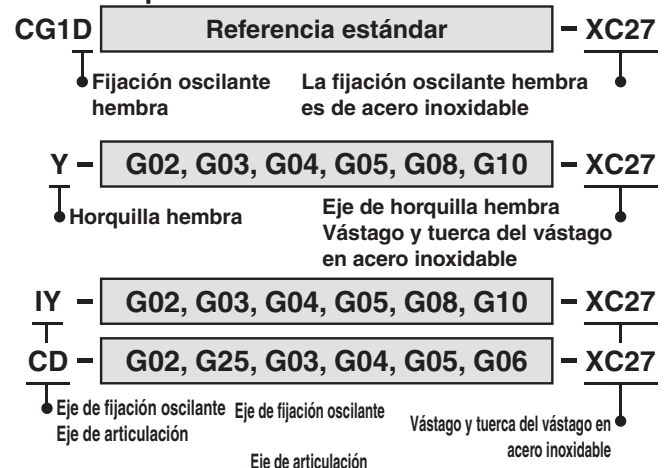 CG1D Referencia estándar – XC27
Fijación oscilante La fijación oscilante hembra
hembra es de acero inoxidable
Y – G02, G03, G04, G05, G08, G10 – XC27
Horquilla hembra Eje de horquilla hembra
Vástago y tuerca del vástago
en acero inoxidable
IY – G02, G03, G04, G05, G08, G10 – XC27
CD – G02, G25, G03, G04, G05, G06 – XC27
Eje de fijación oscilante Eje de fijación oscilante
Eje de articulación Vástago y tuerca del vástago en
acero inoxidable
Eje de articulación